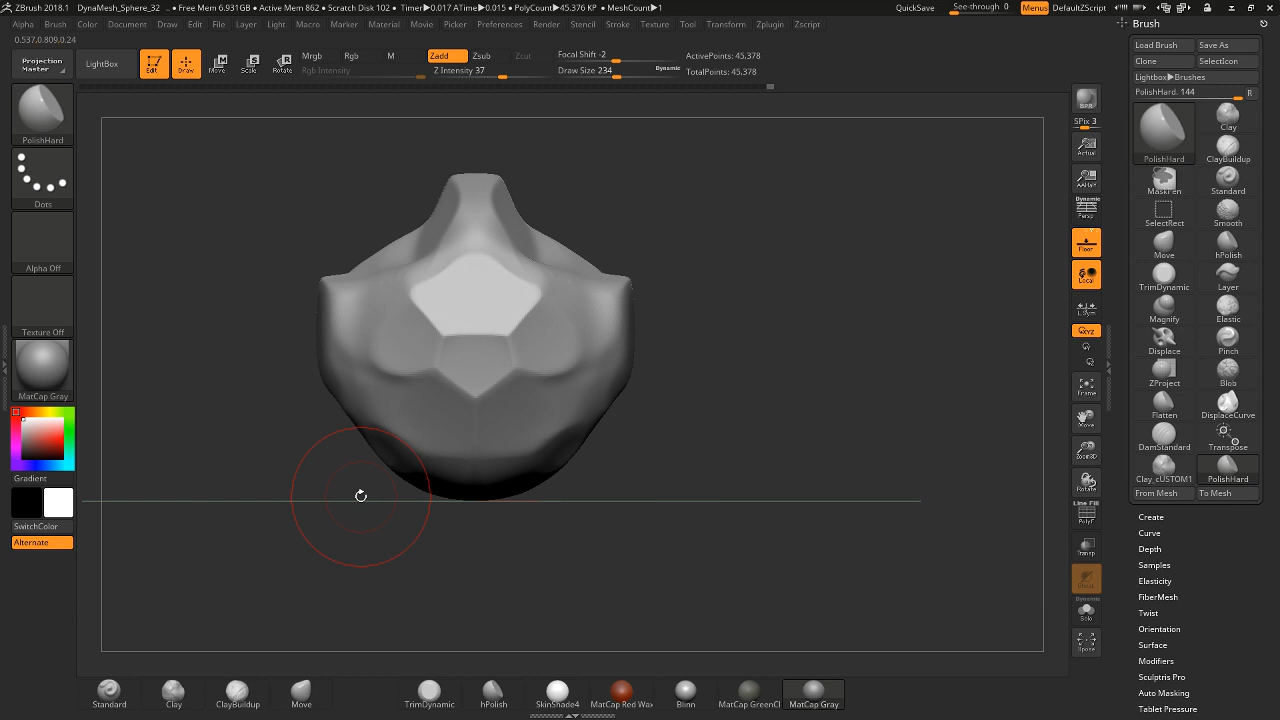 ZBrush 2018.1 DynaMesh_Sphere_32 .. • Free Mem 6.931GB • Active Mem 862 • Scratch Disk 102 • Timer▶0.017 ATime▶0.015 • PolyCount▶45.376 KP • MeshCount▶1 QuickSave See-through 0 Menus DefaultZScript
Alpha Brush Color Document Draw Edit File Layer Light Macro Marker Material Movie Picker Preferences Render Stencil Stroke Texture Tool Transform Zplugin Zscript
0.537,0.809,0.24
Projection
Master
LightBox
Edit
Draw
Move
Scale
Rotate
Mrgb Rgb M
Rgb Intensity
Zadd Zsub Zcut
Z Intensity 37
Focal Shift -2
Draw Size 234
Dynamic
ActivePoints: 45.378
TotalPoints: 45.378
PolishHard
Dots
Alpha Off
Texture Off
MatCap Gray
Gradient
SwitchColor
Alternate
BPR
SPix 3
Actual
AAHalf
Dynamic
Persp
Floor
Local
L.Sym
XYZ
Frame
Move
Zoom3D
Rotate
Line Fill
PolyF
Transp
Ghost
Dynamic
Solo
Xpose
Brush
Load Brush Save As
Clone SelectIcon
Lightbox▶Brushes
PolishHard. 144 R
PolishHard
Clay
ClayBuildup
MaskPen Standard
SelectRect Smooth
Move hPolish
TrimDynamic Layer
Magnify Elastic
Displace Pinch
ZProject Blob
Flatten DisplaceCurve
DamStandard Transpose
Clay_cUSTOM1 PolishHard
From Mesh To Mesh
Create
Curve
Depth
Samples
Elasticity
FiberMesh
Twist
Orientation
Surface
Modifiers
Sculptris Pro
Auto Masking
Tablet Pressure
Standard Clay ClayBuildup Move TrimDynamic hPolish SkinShade4 MatCap Red Wax Blinn MatCap GreenCl MatCap Gray